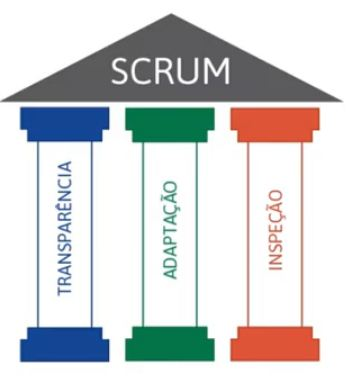 SCRUM
TRANSPARÊNCIA
ADAPTAÇÃO
INSPEÇÃO